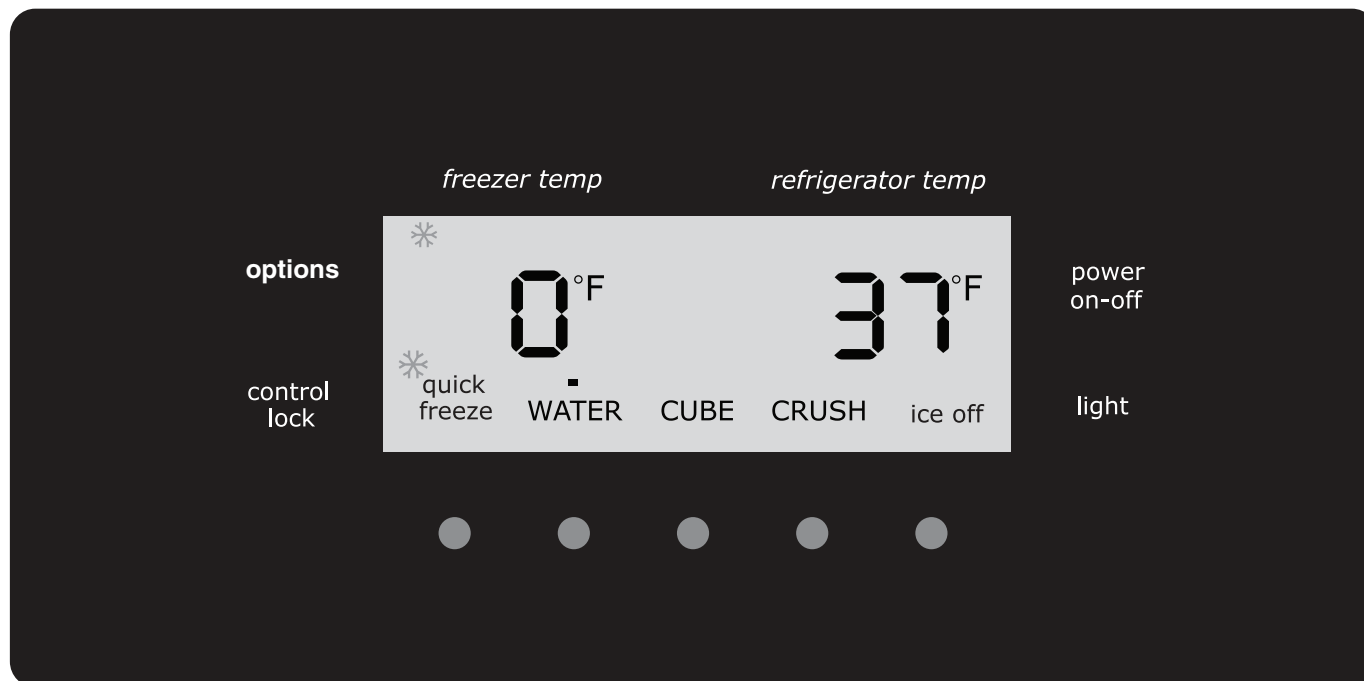 freezer temp
refrigerator temp
options
0°F
37°F
power
on-off
control
lock
quick
freeze
WATER
CUBE
CRUSH
ice off
light